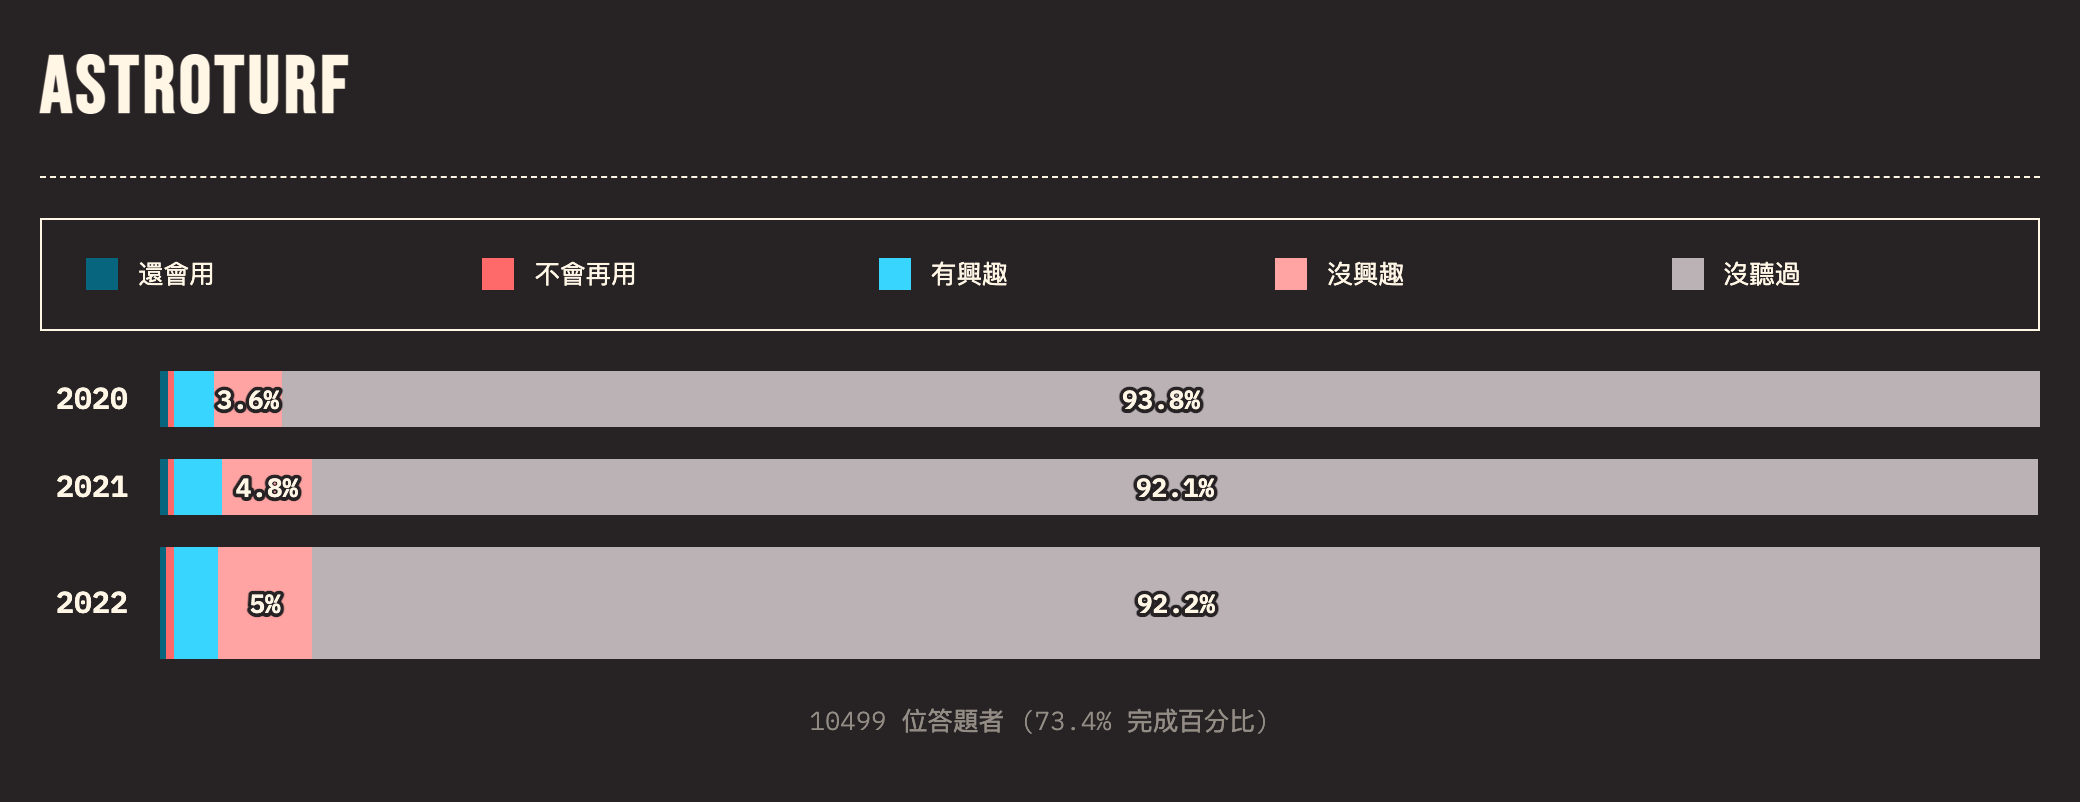 ASTROTURF
還會用 不會再用 有興趣 沒興趣 沒聽過
2020 3.6% 93.8%
2021 4.8% 92.1%
2022 5% 92.2%
10499 位答題者 (73.4% 完成百分比)